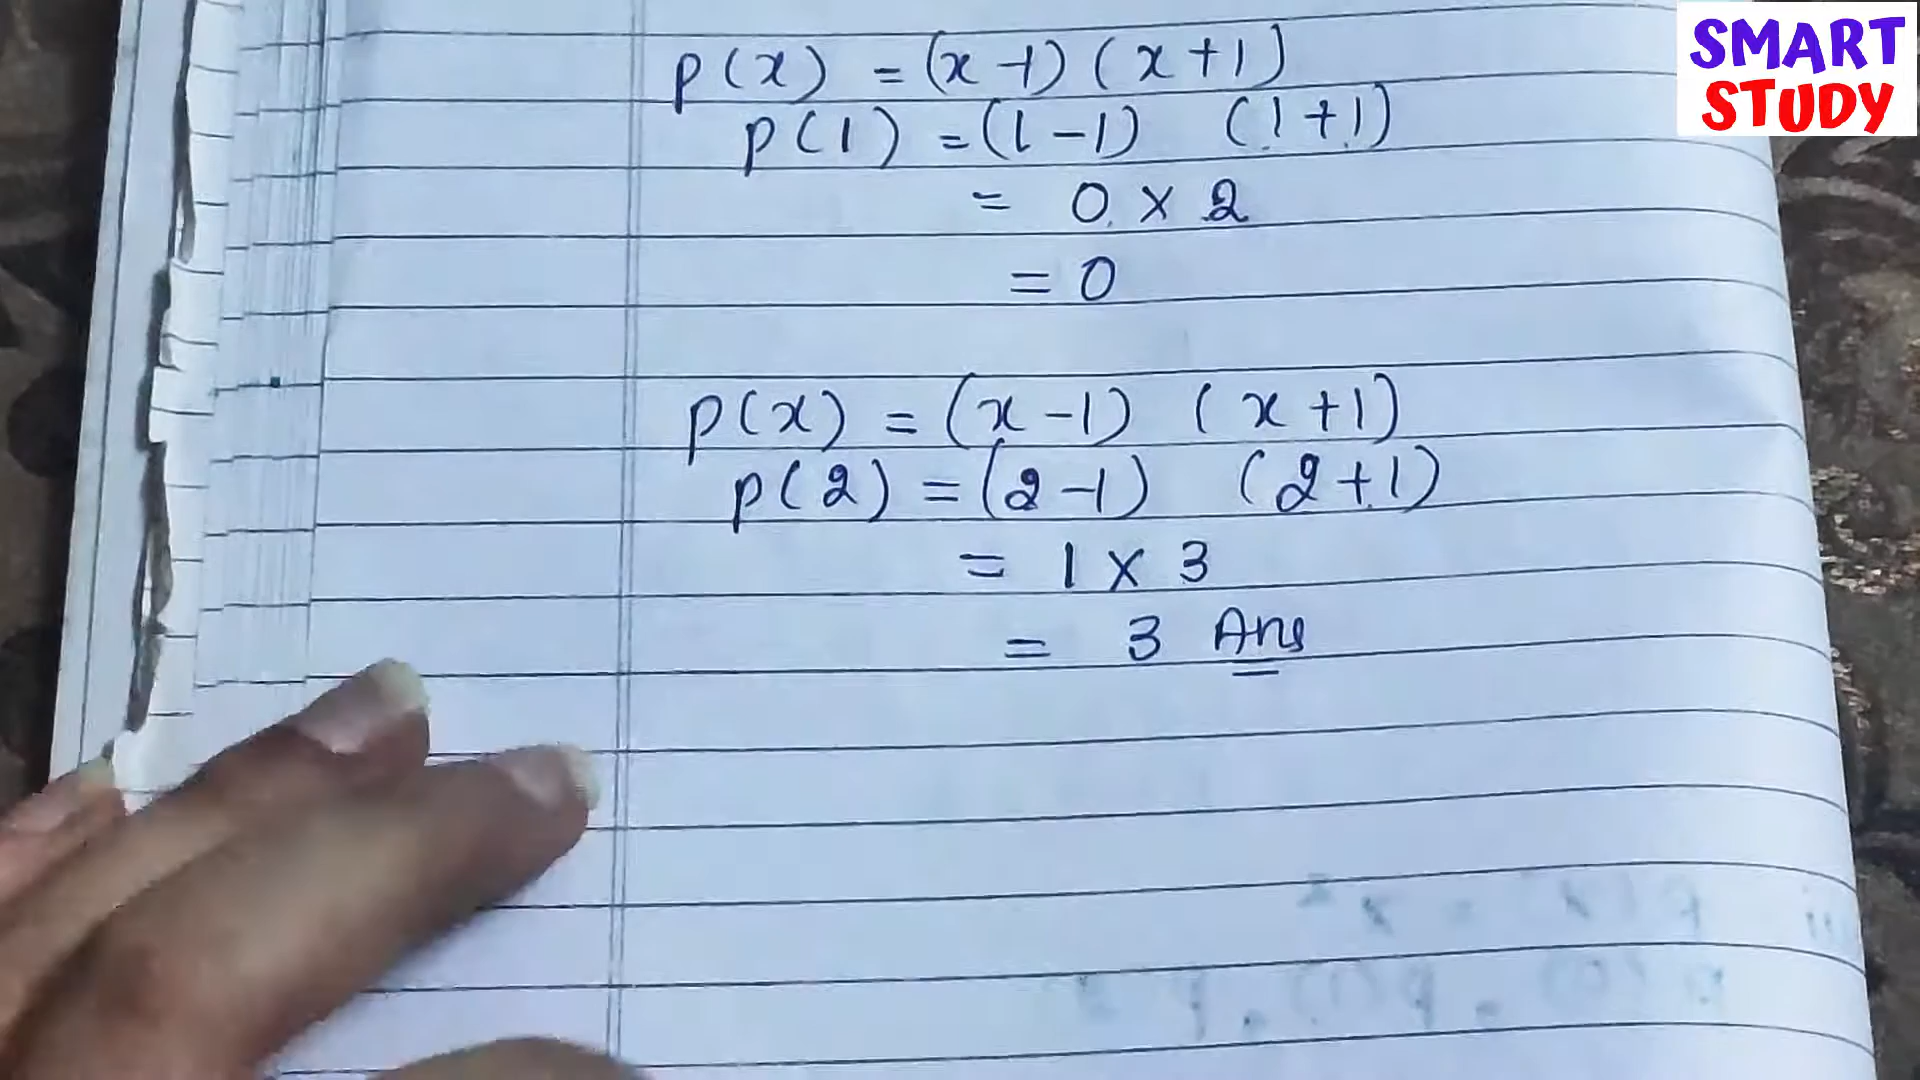 SMART
STUDY
p(x) = (x-1) (x+1)
p(1) = (1-1) (1+1)
= 0 × 2
= 0
p(x) = (x-1) (x+1)
p(2) = (2-1) (2+1)
= 1 × 3
= 3 Ans